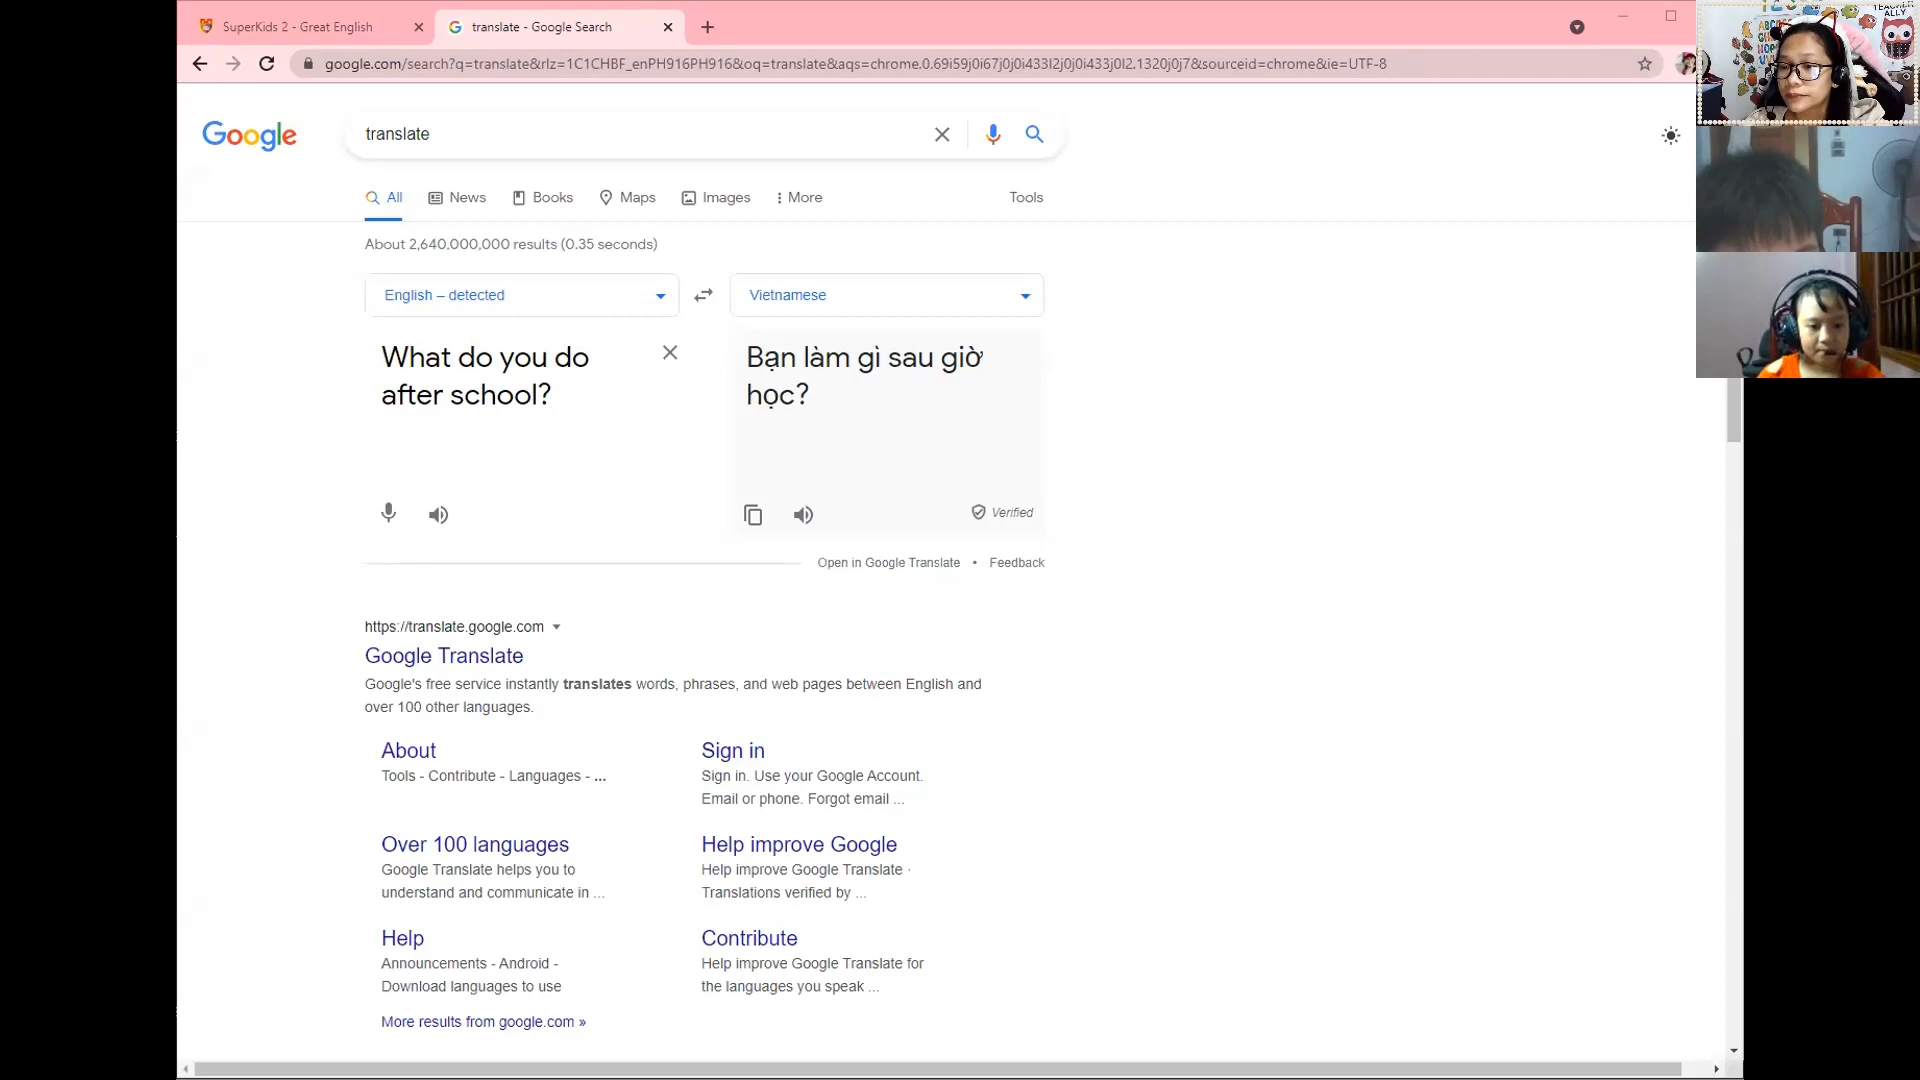 SuperKids 2 - Great English
translate - Google Search
google.com/search?q=translate&rlz=1C1CHBF_enPH916PH916&oq=translate&aqs=chrome.0.69i59j0i67j0j0i433l2j0j0i433j0l2.1320j0j7&sourceid=chrome&ie=UTF-8
TEACHER
ALLY
Google
translate
All
News
Books
Maps
Images
More
Tools
About 2,640,000,000 results (0.35 seconds)
English – detected
Vietnamese
What do you do
after school?
Bạn làm gì sau giờ
học?
Verified
Open in Google Translate • Feedback
https://translate.google.com
Google Translate
Google's free service instantly translates words, phrases, and web pages between English and
over 100 other languages.
About
Tools - Contribute - Languages - ...
Sign in
Sign in. Use your Google Account.
Email or phone. Forgot email ...
Over 100 languages
Google Translate helps you to
understand and communicate in ...
Help improve Google
Help improve Google Translate ·
Translations verified by ...
Help
Announcements - Android -
Download languages to use
Contribute
Help improve Google Translate for
the languages you speak ...
More results from google.com »